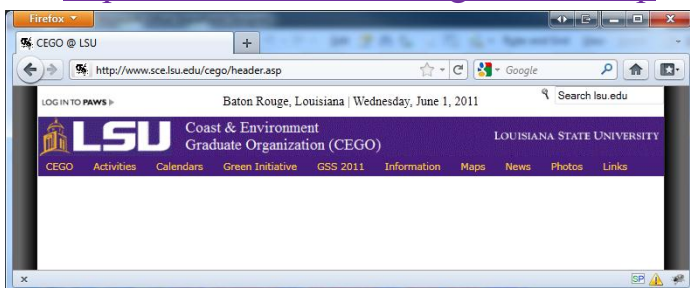 Firefox
CEGO @ LSU
http://www.sce.lsu.edu/cego/header.asp
Google
LOG IN TO PAWS
Baton Rouge, Louisiana | Wednesday, June 1, 2011
Search lsu.edu
LSU
Coast & Environment
Graduate Organization (CEGO)
LOUISIANA STATE UNIVERSITY
CEGO Activities Calendars Green Initiative GSS 2011 Information Maps News Photos Links
x SP